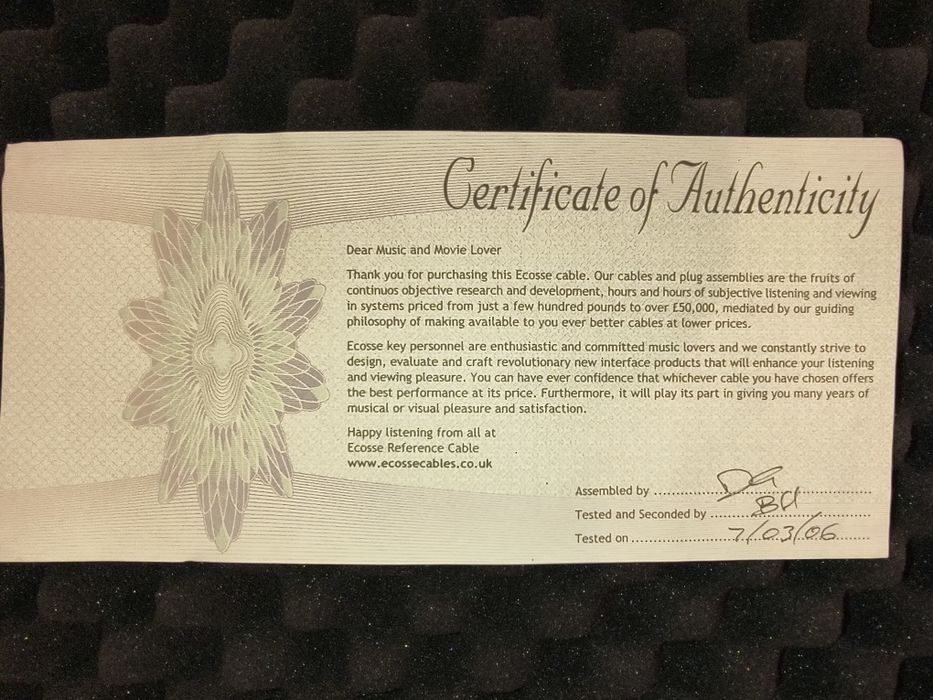 Certificate of Authenticity
Dear Music and Movie Lover
Thank you for purchasing this Ecosse cable. Our cables and plug assemblies are the fruits of
continuos objective research and development, hours and hours of subjective listening and viewing
in systems priced from just a few hundred pounds to over £50,000, mediated by our guiding
philosophy of making available to you ever better cables at lower prices.
Ecosse key personnel are enthusiastic and committed music lovers and we constantly strive to
design, evaluate and craft revolutionary new interface products that will enhance your listening
and viewing pleasure. You can have ever confidence that whichever cable you have chosen offers
the best performance at its price. Furthermore, it will play its part in giving you many years of
musical or visual pleasure and satisfaction.
Happy listening from all at
Ecosse Reference Cable
www.ecossecables.co.uk
Assembled by
Tested and Seconded by BH
Tested on 7/03/06